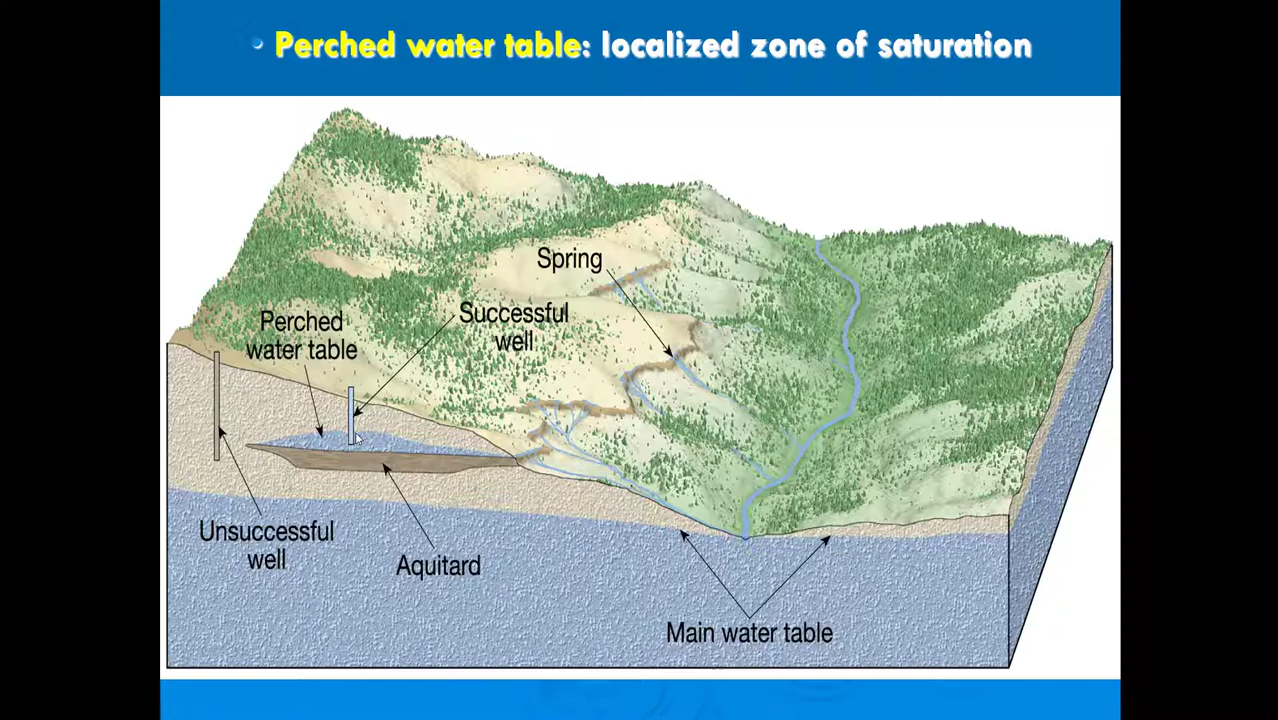 • Perched water table: localized zone of saturation
Spring
Successful
well
Perched
water table
Unsuccessful
well
Aquitard
Main water table